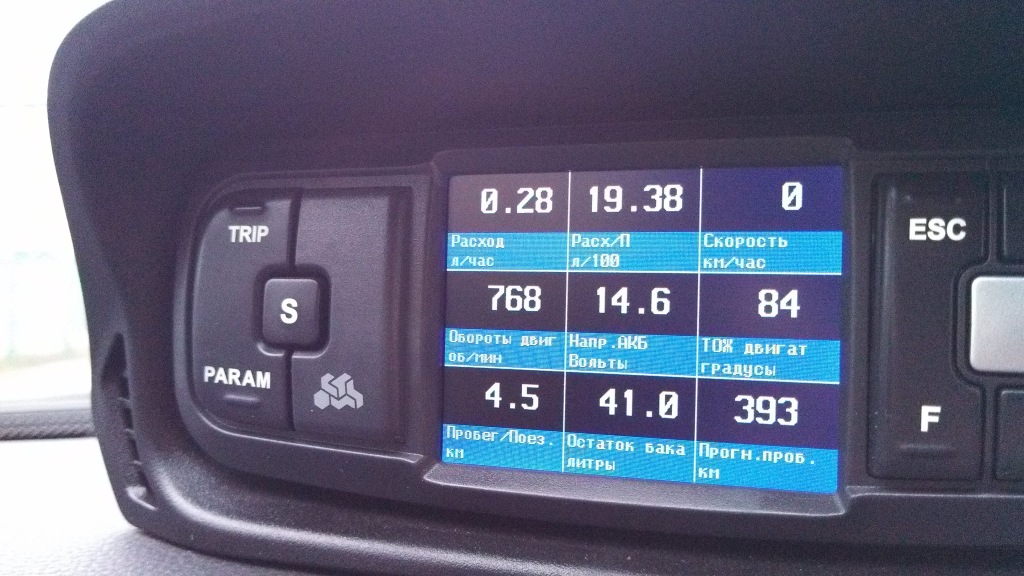 TRIP
S
PARAM
0.28 19.38 0
Расход Расх/П Скорость
л/час л/100 км/час
768 14.6 84
Обороты двиг Напр.АКБ ТОЖ двигат
об/мин Вольты градусы
4.5 41.0 393
Пробег/Поез. Остаток бака Прогн.проб.
км литры км
ESC
F